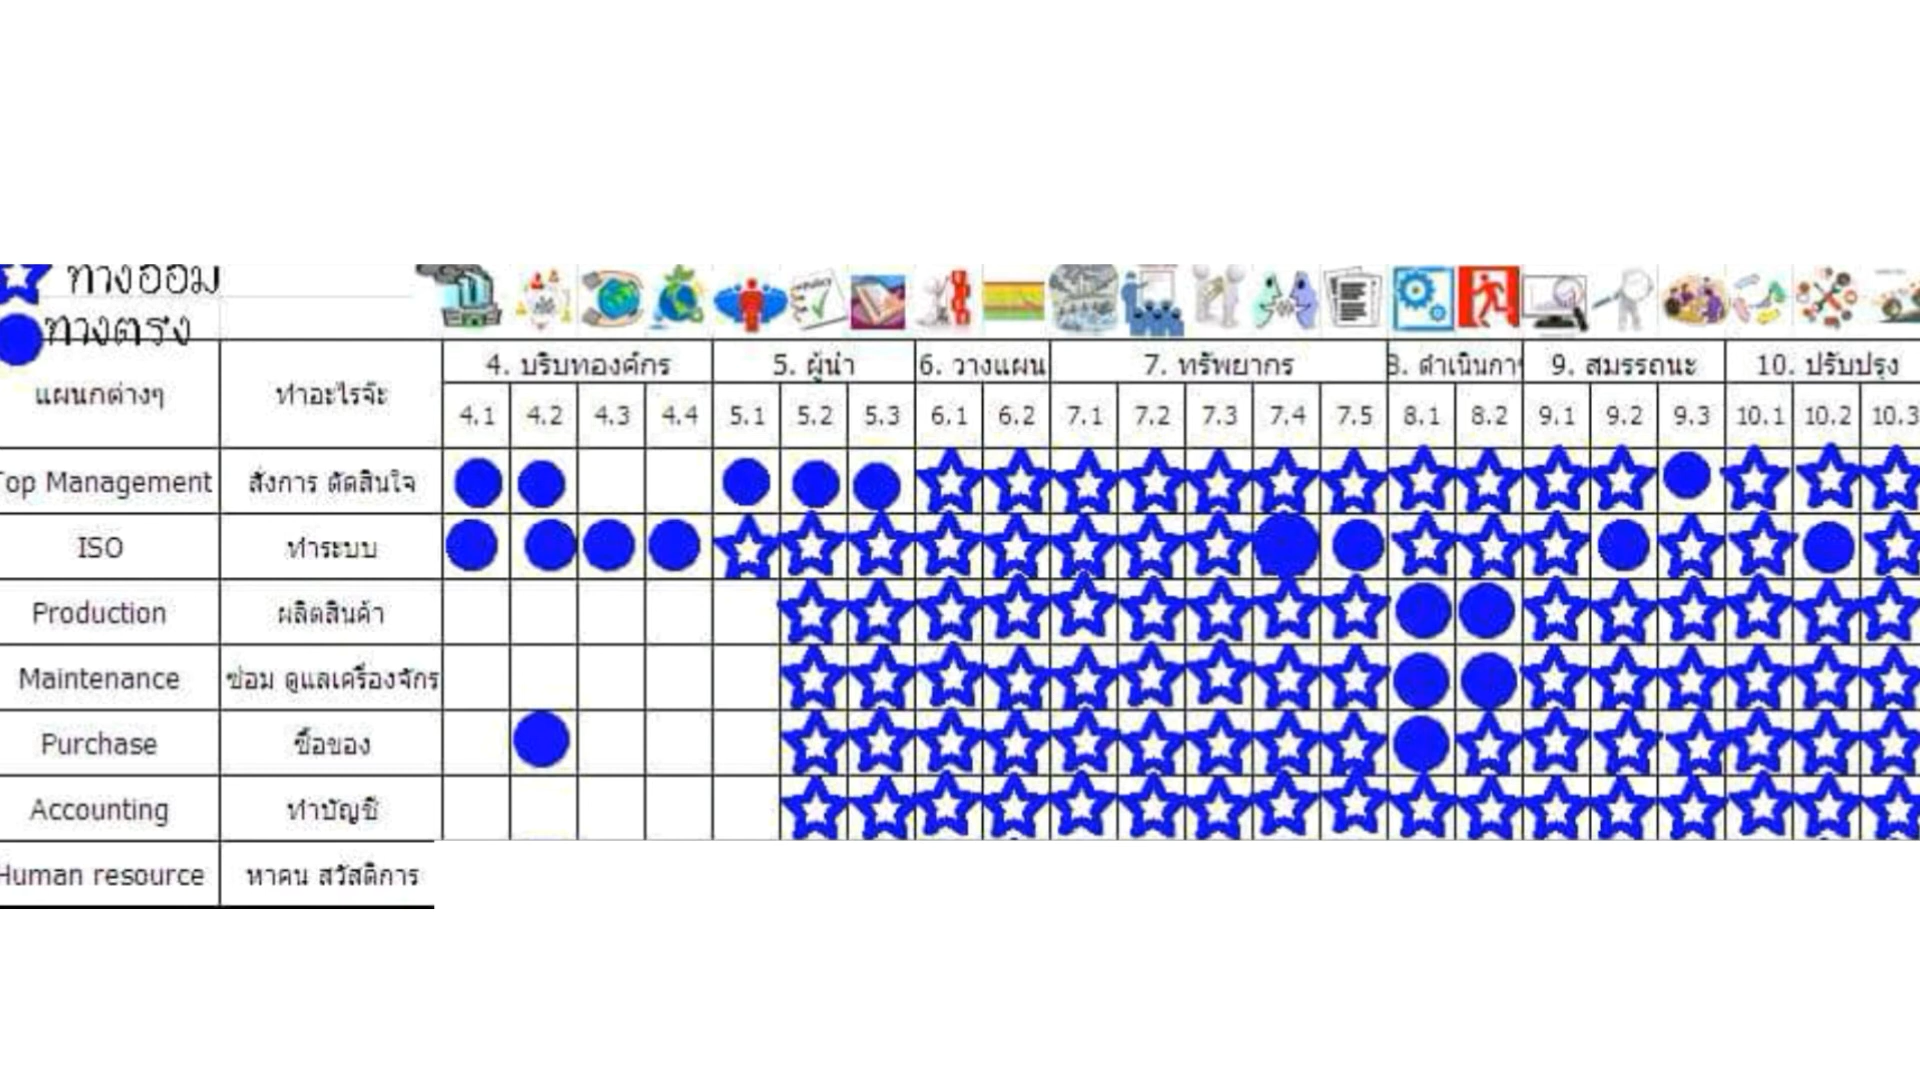 ทางอ้อม
ทางตรง
แผนกต่างๆ ทำอะไรจ๊ะ 4. บริบทองค์กร 5. ผู้นำ 6. วางแผน 7. ทรัพยากร 8. ดำเนินการ 9. สมรรถนะ 10. ปรับปรุง
4.1 4.2 4.3 4.4 5.1 5.2 5.3 6.1 6.2 7.1 7.2 7.3 7.4 7.5 8.1 8.2 9.1 9.2 9.3 10.1 10.2 10.3
Top Management สั่งการ ตัดสินใจ
ISO ทำระบบ
Production ผลิตสินค้า
Maintenance ซ่อม ดูแลเครื่องจักร
Purchase ซื้อของ
Accounting ทำบัญชี
Human resource หาคน สวัสดิการ